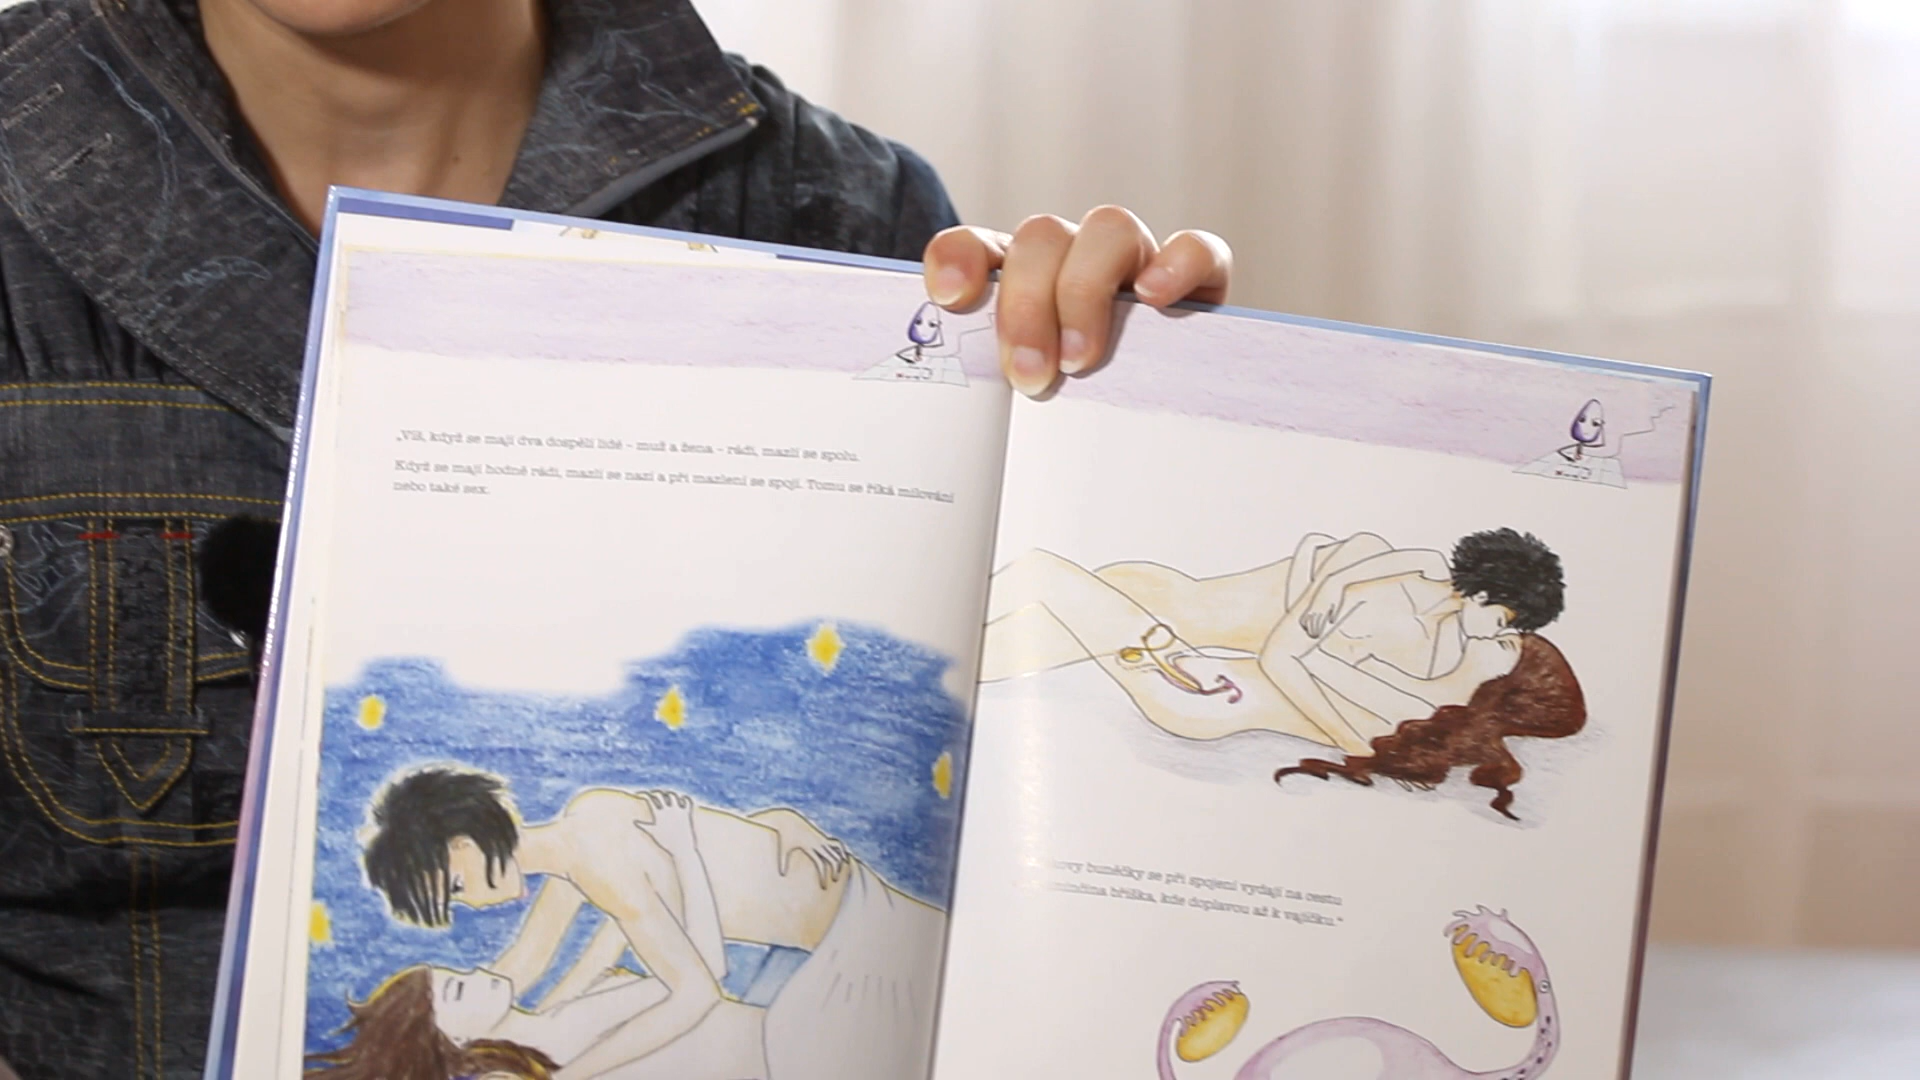 „Víš, když se mají dva dospělí lidé – muž a žena – rádi, mazlí se spolu.
Když se mají hodně rádi, mazlí se nazí a při mazlení se spojí. Tomu se říká milování
nebo také sex.
buněčky se při spojení vydají na cestu
bříška, kde doplavou až k vajíčku.“